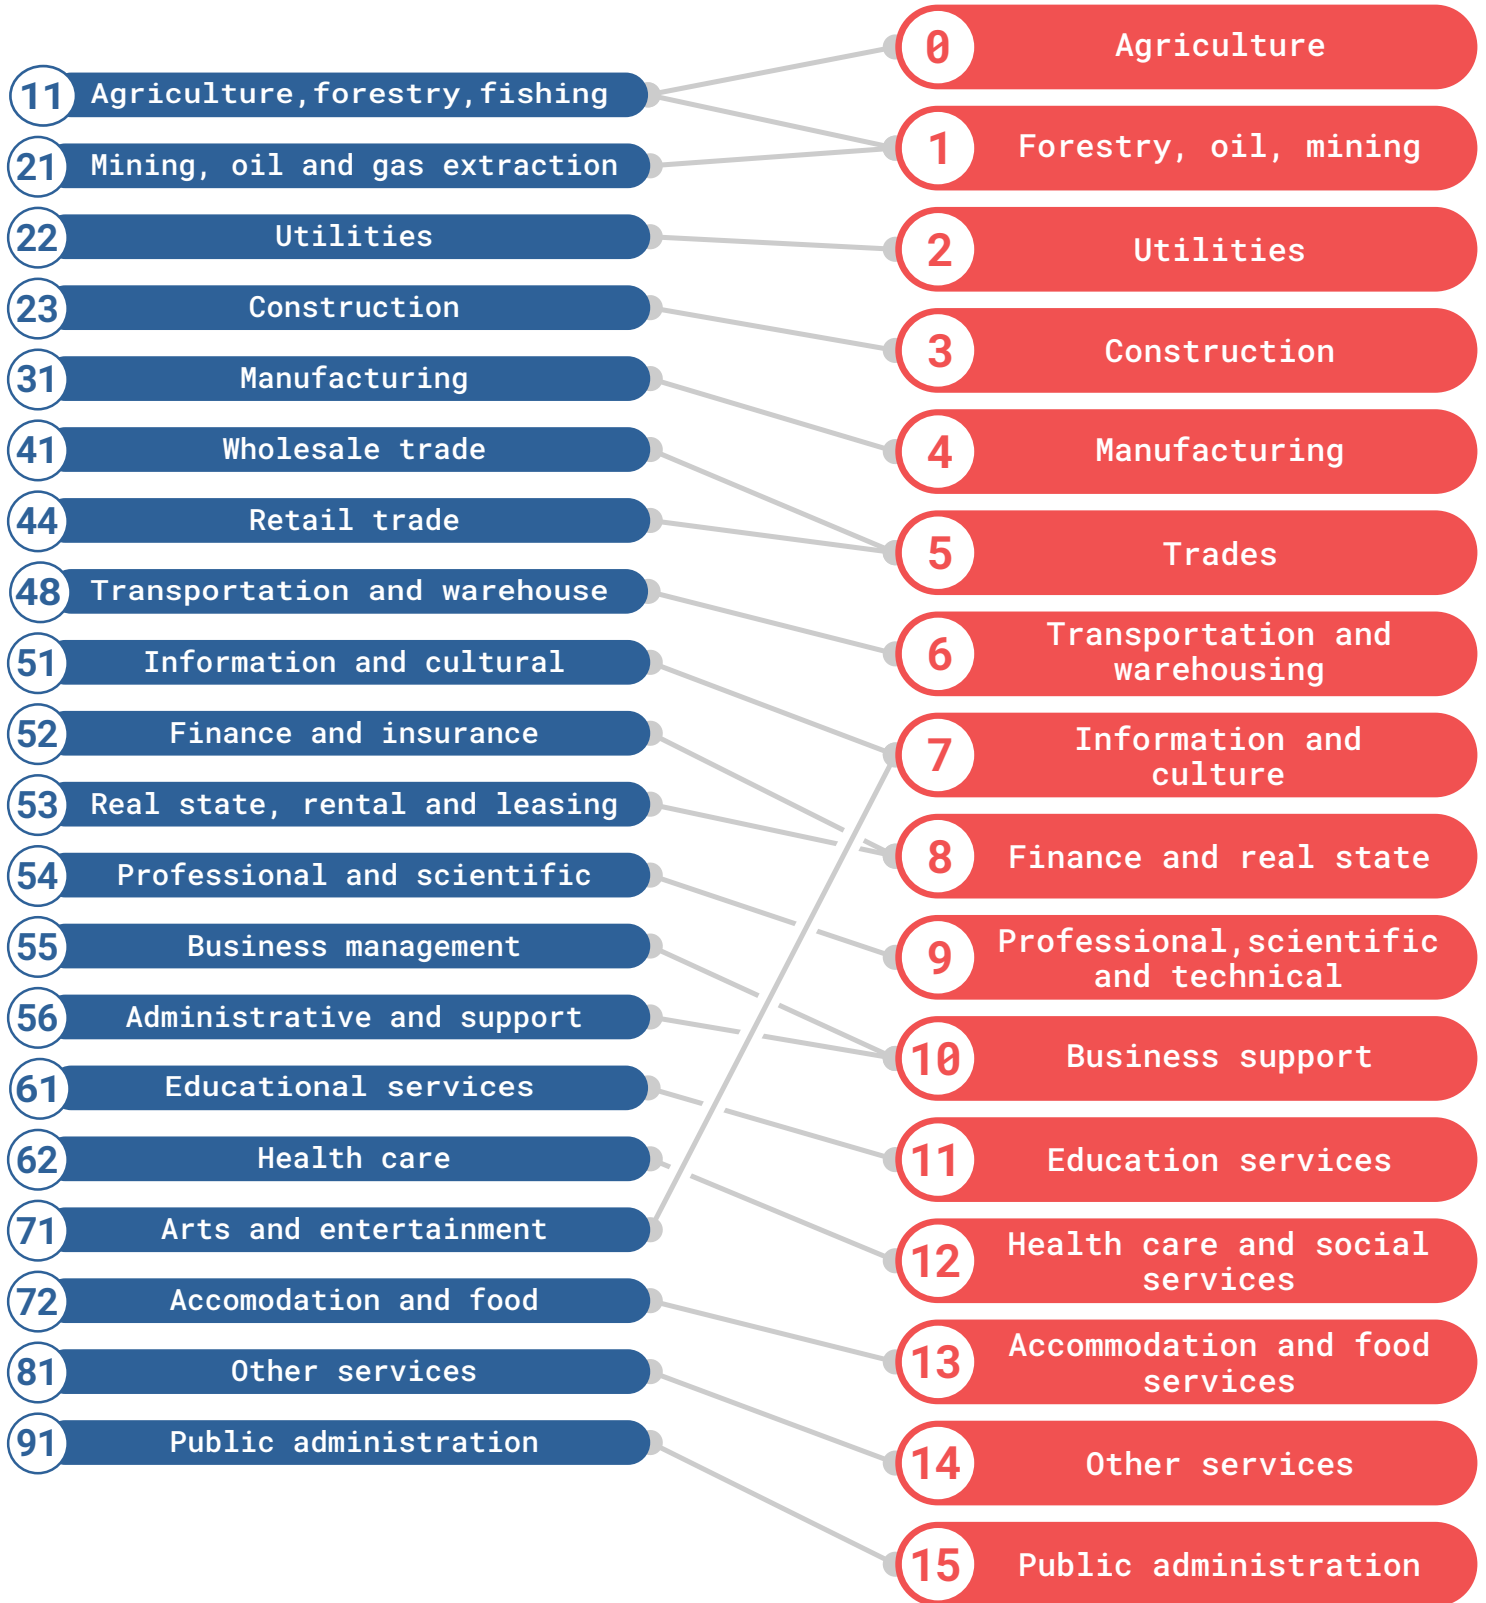 11 Agriculture,forestry,fishing
21 Mining, oil and gas extraction
22 Utilities
23 Construction
31 Manufacturing
41 Wholesale trade
44 Retail trade
48 Transportation and warehouse
51 Information and cultural
52 Finance and insurance
53 Real state, rental and leasing
54 Professional and scientific
55 Business management
56 Administrative and support
61 Educational services
62 Health care
71 Arts and entertainment
72 Accomodation and food
81 Other services
91 Public administration
0 Agriculture
1 Forestry, oil, mining
2 Utilities
3 Construction
4 Manufacturing
5 Trades
6 Transportation and
warehousing
7 Information and
culture
8 Finance and real state
9 Professional,scientific
and technical
10 Business support
11 Education services
12 Health care and social
services
13 Accommodation and food
services
14 Other services
15 Public administration